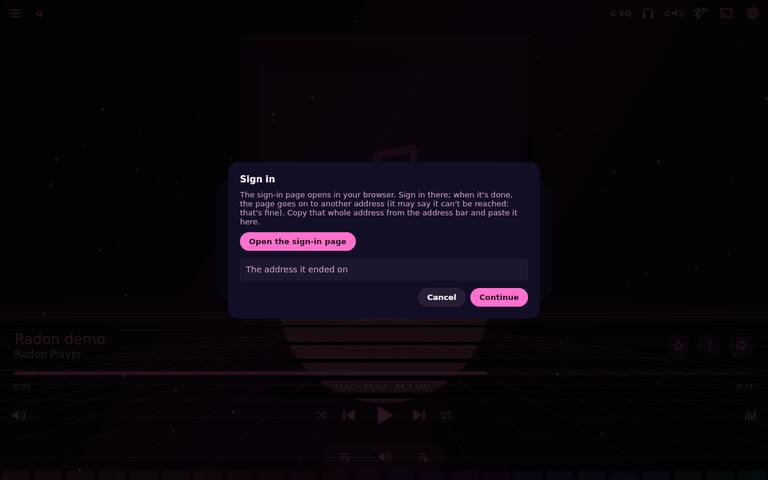 C EQ
C
Sign in
The sign-in page opens in your browser. Sign in there; when it's done,
the page goes on to another address (it may say it can't be reached;
that's fine). Copy that whole address from the address bar and paste it
here.
Open the sign-in page
The address it ended on
Cancel
Continue
Radon demo
Radon Player
0:25
FLAC · 24-bit · 44.1 kHz
-0:14